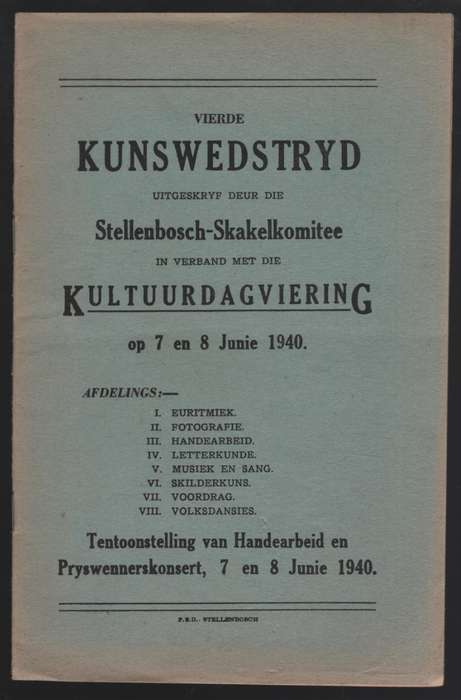 VIERDE
KUNSWEDSTRYD
UITGESKRYF DEUR DIE
Stellenbosch-Skakelkomitee
IN VERBAND MET DIE
KULTUURDAGVIERING
op 7 en 8 Junie 1940.
AFDELINGS:—
I. EURITMIEK.
II. FOTOGRAFIE.
III. HANDEARBEID.
IV. LETTERKUNDE.
V. MUSIEK EN SANG.
VI. SKILDERKUNS.
VII. VOORDRAG.
VIII. VOLKSDANSIES.
Tentoonstelling van Handearbeid en
Pryswennerskonsert, 7 en 8 Junie 1940.
STELLENBOSCH